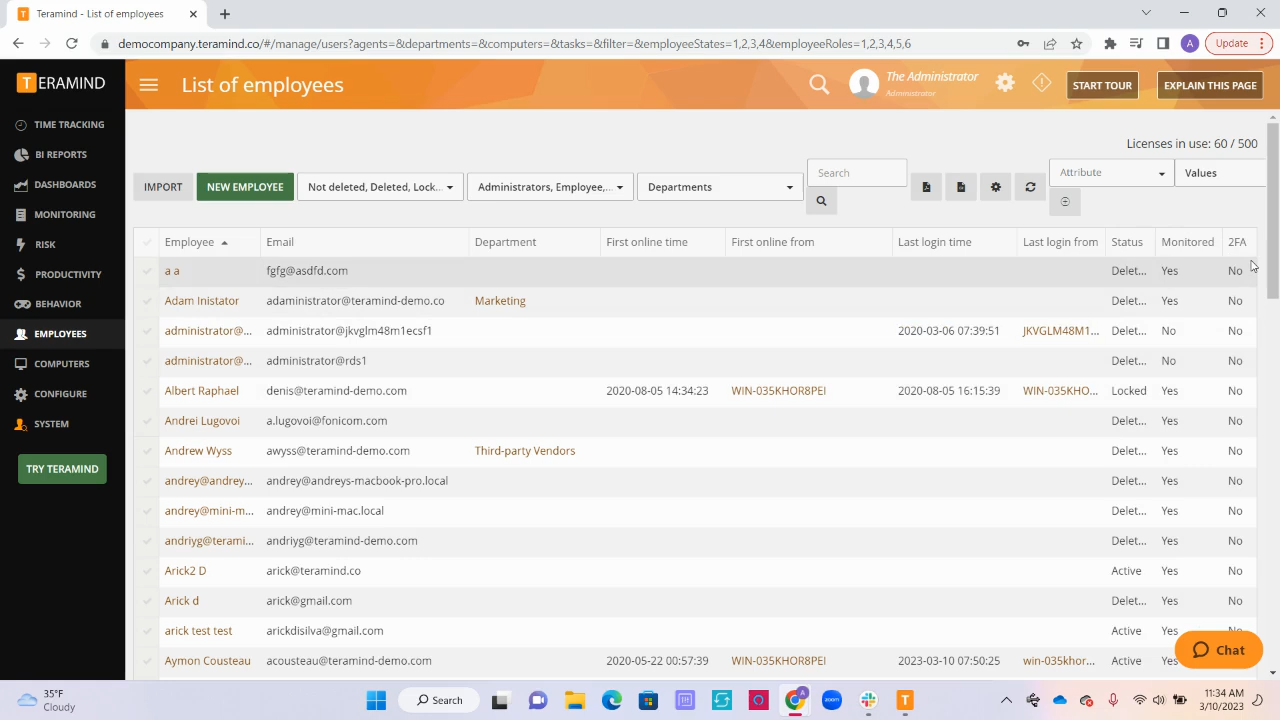 Teramind - List of employees
democompany.teramind.co/#/manage/users?agents=&departments=&computers=&tasks=&filter=&employeeStates=1,2,3,4&employeeRoles=1,2,3,4,5,6
A
Update
TERAMIND
List of employees
The Administrator
Administrator
START TOUR
EXPLAIN THIS PAGE
TIME TRACKING
BI REPORTS
DASHBOARDS
MONITORING
RISK
PRODUCTIVITY
BEHAVIOR
EMPLOYEES
COMPUTERS
CONFIGURE
SYSTEM
TRY TERAMIND
Licenses in use: 60 / 500
IMPORT
NEW EMPLOYEE
Not deleted, Deleted, Lock...
Administrators, Employee,...
Departments
Search
Attribute
Values
Employee Email Department First online time First online from Last login time Last login from Status Monitored 2FA
a a fgfg@asdfd.com Delet... Yes No
Adam Inistator adaministrator@teramind-demo.co Marketing Delet... Yes No
administrator@... administrator@jkvglm48m1ecsf1 2020-03-06 07:39:51 JKVGLM48M1... Delet... No No
administrator@... administrator@rds1 Delet... No No
Albert Raphael denis@teramind-demo.com 2020-08-05 14:34:23 WIN-035KHOR8PEI 2020-08-05 16:15:39 WIN-035KHO... Locked Yes No
Andrei Lugovoi a.lugovoi@fonicom.com Delet... Yes No
Andrew Wyss awyss@teramind-demo.com Third-party Vendors Delet... Yes No
andrey@andrey... andrey@andreys-macbook-pro.local Delet... Yes No
andrey@mini-m... andrey@mini-mac.local Delet... Yes No
andriyg@terami... andriyg@teramind-demo.com Delet... Yes No
Arick2 D arick@teramind.co Active Yes No
Arick d arick@gmail.com Delet... Yes No
arick test test arickdisilva@gmail.com Active Yes No
Aymon Cousteau acousteau@teramind-demo.com 2020-05-22 00:57:39 WIN-035KHOR8PEI 2023-03-10 07:50:25 win-035khor... Active Yes
Chat
35°F
Cloudy
Search
zoom
11:34 AM
3/10/2023